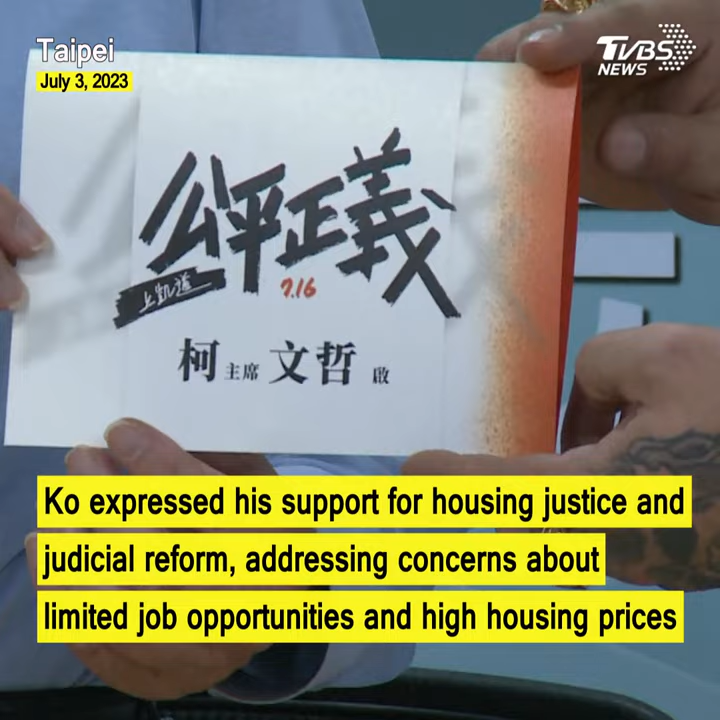 Taipei
July 3, 2023
TVBS
NEWS
公平正義
上凱道
7.16
柯主席文哲 啟
Ko expressed his support for housing justice and
judicial reform, addressing concerns about
limited job opportunities and high housing prices